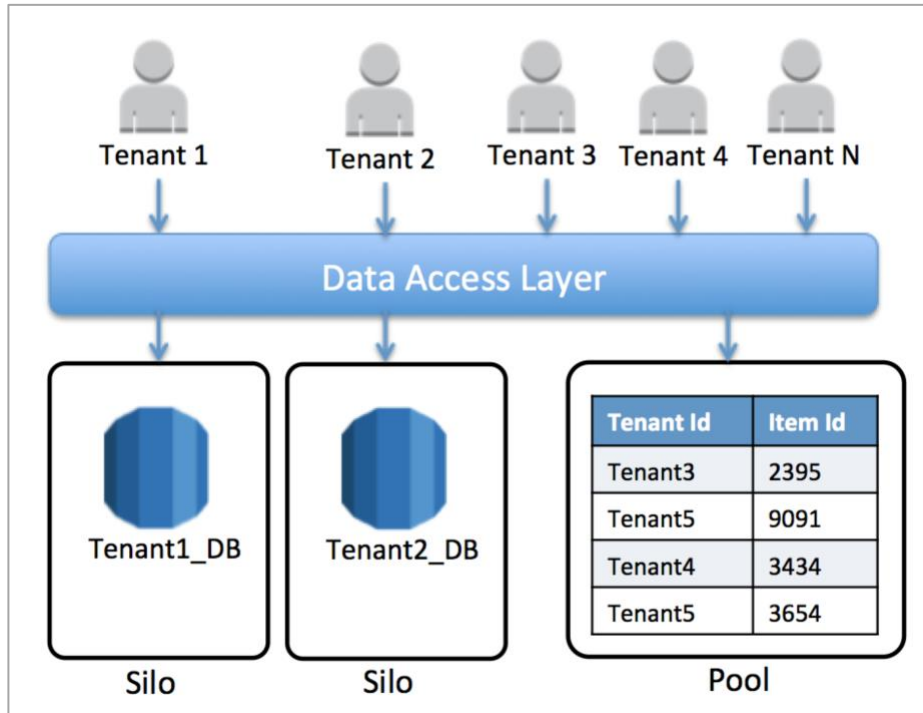 Tenant 1
Tenant 2
Tenant 3
Tenant 4
Tenant N
Data Access Layer
Tenant1_DB
Tenant2_DB
Tenant Id Item Id
Tenant3 2395
Tenant5 9091
Tenant4 3434
Tenant5 3654
Silo
Silo
Pool